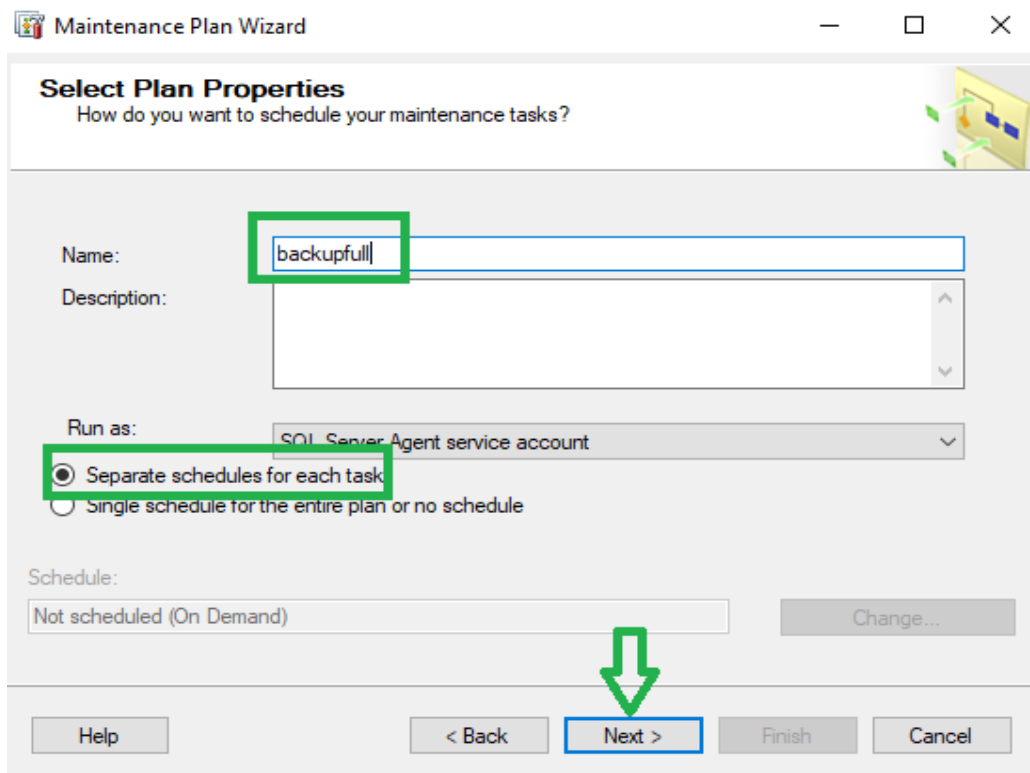 Maintenance Plan Wizard
Select Plan Properties
How do you want to schedule your maintenance tasks?
Name:
backupfull
Description:
Run as:
SQL Server Agent service account
Separate schedules for each task
Single schedule for the entire plan or no schedule
Schedule:
Not scheduled (On Demand)
Change...
Help
< Back
Next >
Finish
Cancel